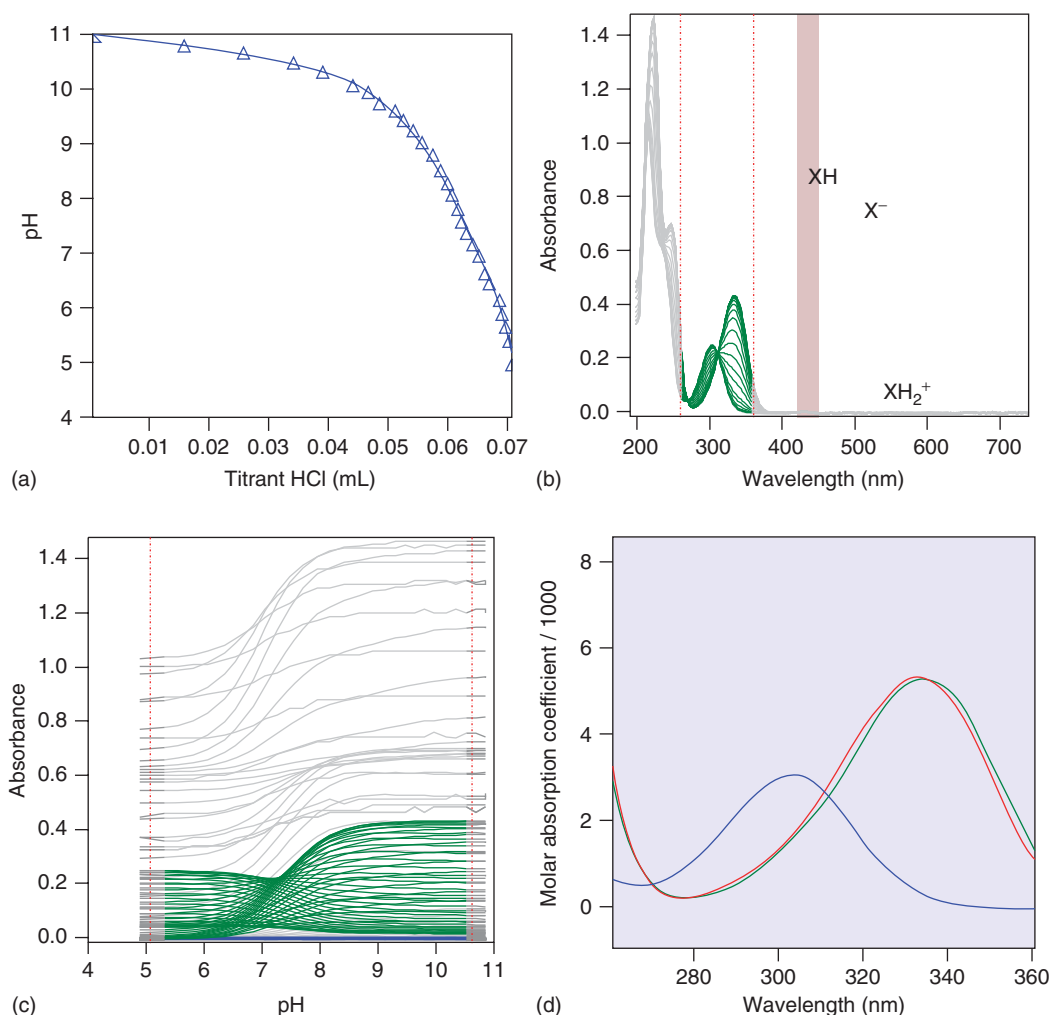 11
10
9
8
7
6
5
4
pH
0.01 0.02 0.03 0.04 0.05 0.06 0.07
Titrant HCl (mL)
(a)
1.4
1.2
1.0
0.8
0.6
0.4
0.2
0.0
Absorbance
XH
X⁻
XH₂⁺
200 300 400 500 600 700
Wavelength (nm)
(b)
1.4
1.2
1.0
0.8
0.6
0.4
0.2
0.0
Absorbance
4 5 6 7 8 9 10 11
pH
(c)
8
6
4
2
0
Molar absorption coefficient / 1000
280 300 320 340 360
Wavelength (nm)
(d)